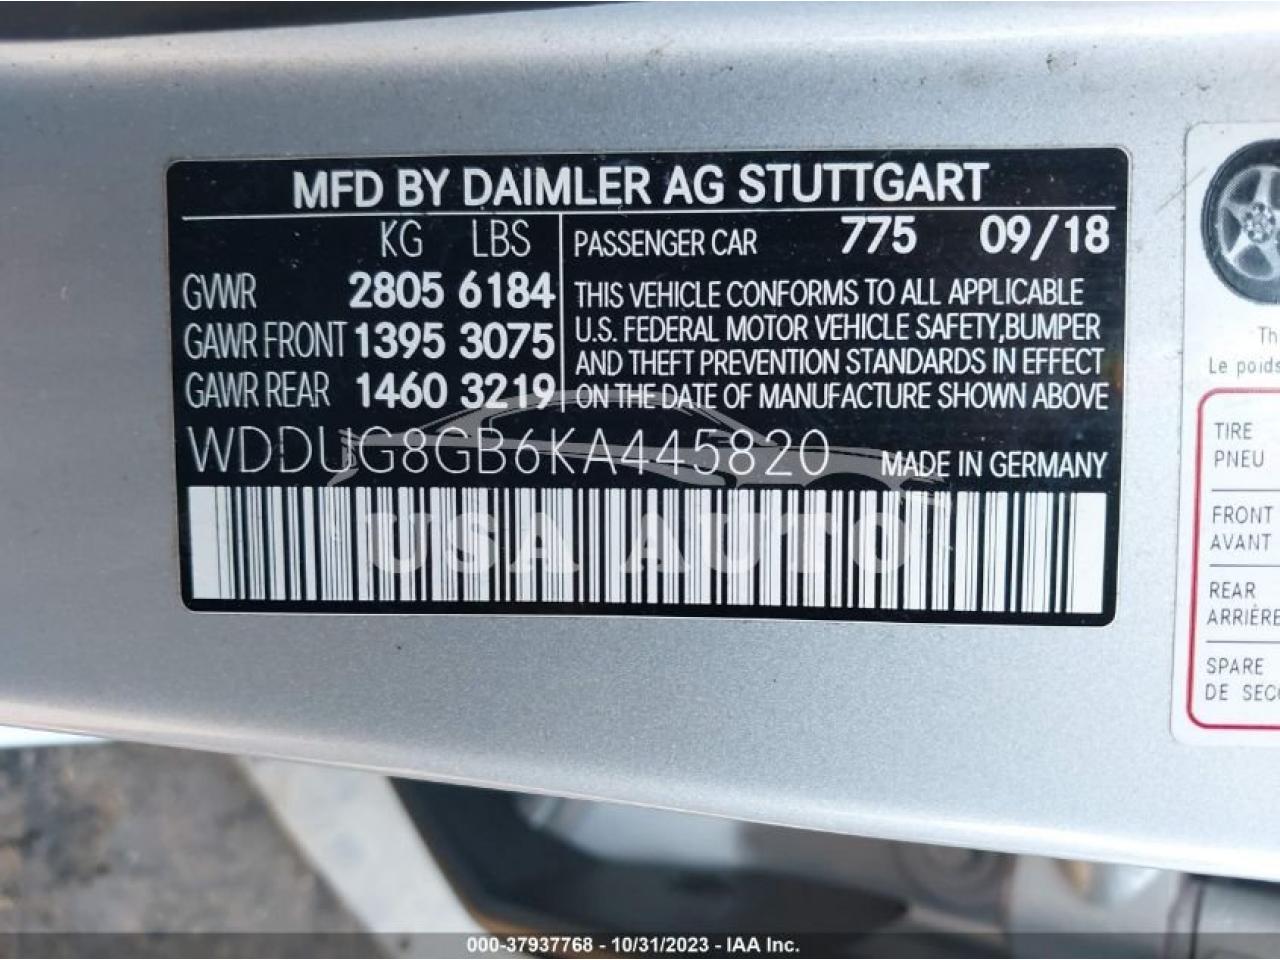 MFD BY DAIMLER AG STUTTGART
KG LBS
PASSENGER CAR 775 09/18
GVWR 2805 6184
GAWR FRONT 1395 3075
GAWR REAR 1460 3219
THIS VEHICLE CONFORMS TO ALL APPLICABLE
U.S. FEDERAL MOTOR VEHICLE SAFETY,BUMPER
AND THEFT PREVENTION STANDARDS IN EFFECT
ON THE DATE OF MANUFACTURE SHOWN ABOVE
WDDUG8GB6KA445820 MADE IN GERMANY
USA AUTO
Le poids
TIRE
PNEU
FRONT
AVANT
REAR
ARRIÈRE
SPARE
DE
000-37937768 - 10/31/2023 - IAA Inc.